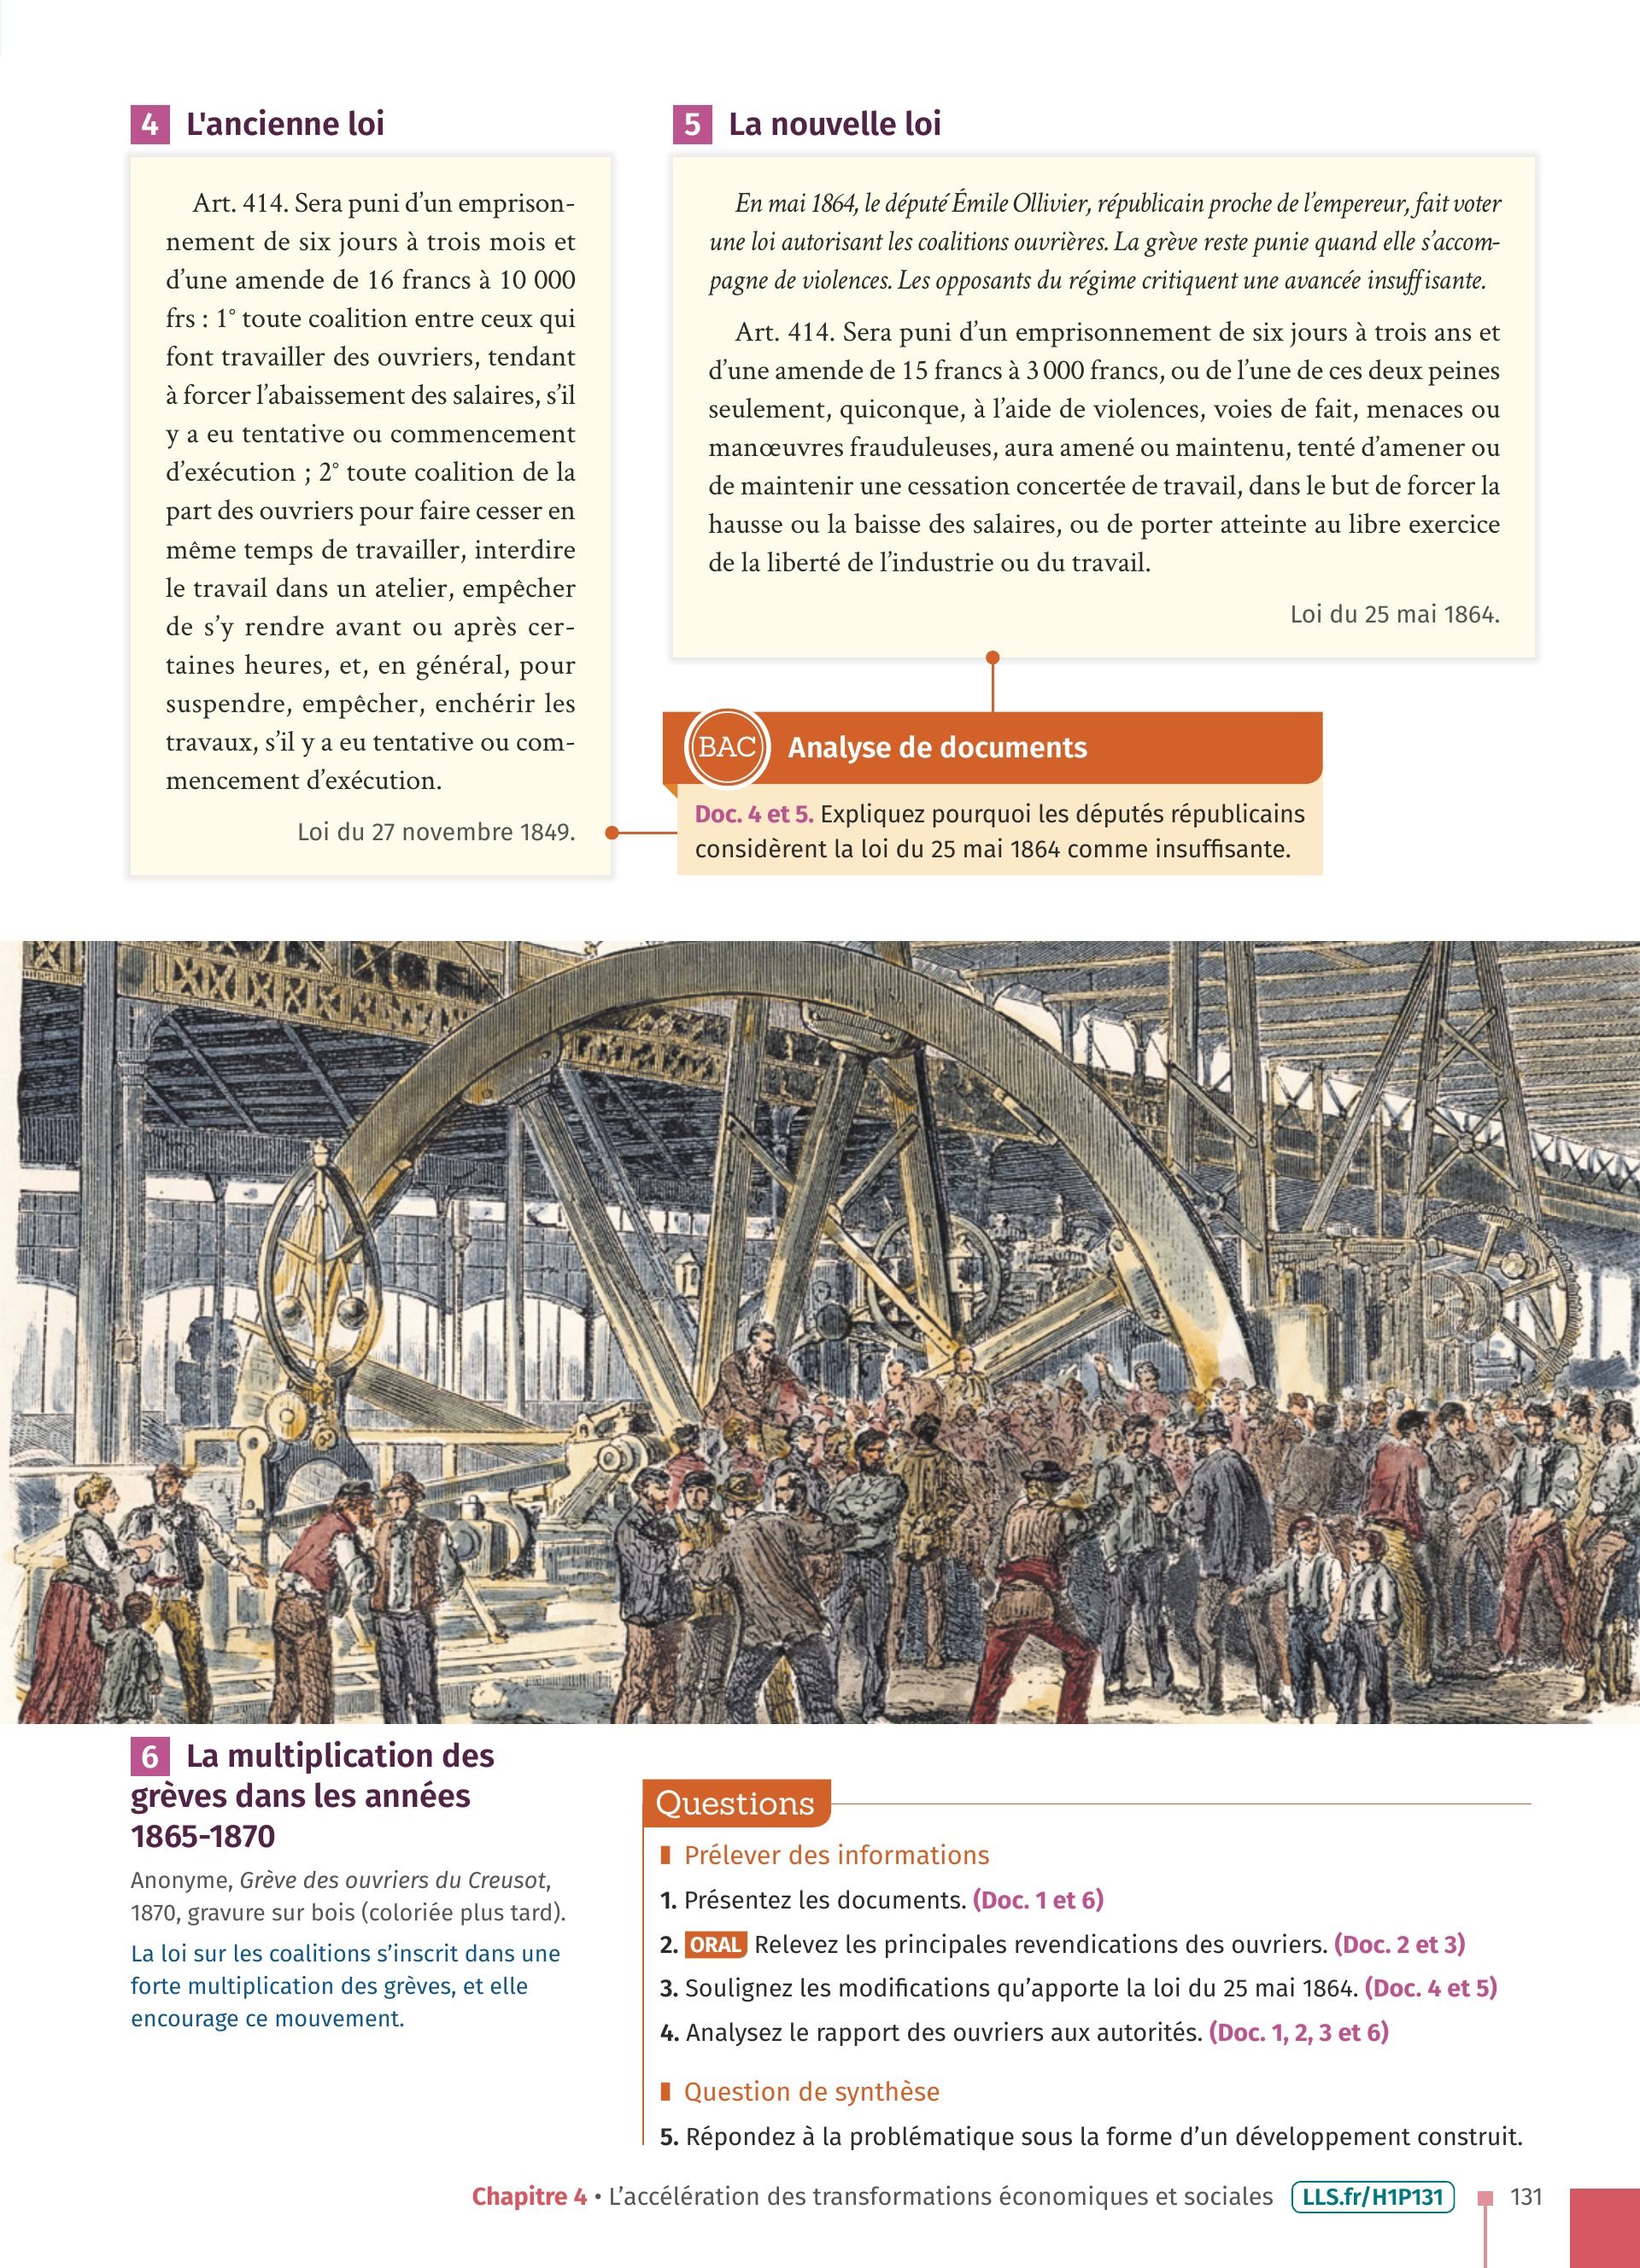 4 L'ancienne loi
Art. 414. Sera puni d’un emprison-
nement de six jours à trois mois et
d’une amende de 16 francs à 10 000
frs : 1° toute coalition entre ceux qui
font travailler des ouvriers, tendant
à forcer l’abaissement des salaires, s’il
y a eu tentative ou commencement
d’exécution ; 2° toute coalition de la
part des ouvriers pour faire cesser en
même temps de travailler, interdire
le travail dans un atelier, empêcher
de s’y rendre avant ou après cer-
taines heures, et, en général, pour
suspendre, empêcher, enchérir les
travaux, s’il y a eu tentative ou com-
mencement d’exécution.
Loi du 27 novembre 1849.
5 La nouvelle loi
En mai 1864, le député Émile Ollivier, républicain proche de l’empereur, fait voter
une loi autorisant les coalitions ouvrières. La grève reste punie quand elle s’accom-
pagne de violences. Les opposants du régime critiquent une avancée insuffisante.
Art. 414. Sera puni d’un emprisonnement de six jours à trois ans et
d’une amende de 15 francs à 3 000 francs, ou de l’une de ces deux peines
seulement, quiconque, à l’aide de violences, voies de fait, menaces ou
manœuvres frauduleuses, aura amené ou maintenu, tenté d’amener ou
de maintenir une cessation concertée de travail, dans le but de forcer la
hausse ou la baisse des salaires, ou de porter atteinte au libre exercice
de la liberté de l’industrie ou du travail.
Loi du 25 mai 1864.
BAC Analyse de documents
Doc. 4 et 5. Expliquez pourquoi les députés républicains
considèrent la loi du 25 mai 1864 comme insuffisante.
6 La multiplication des
grèves dans les années
1865-1870
Anonyme, Grève des ouvriers du Creusot,
1870, gravure sur bois (coloriée plus tard).
La loi sur les coalitions s’inscrit dans une
forte multiplication des grèves, et elle
encourage ce mouvement.
Questions
Prélever des informations
1. Présentez les documents. (Doc. 1 et 6)
2. ORAL Relevez les principales revendications des ouvriers. (Doc. 2 et 3)
3. Soulignez les modifications qu’apporte la loi du 25 mai 1864. (Doc. 4 et 5)
4. Analysez le rapport des ouvriers aux autorités. (Doc. 1, 2, 3 et 6)
Question de synthèse
5. Répondez à la problématique sous la forme d’un développement construit.
Chapitre 4 • L’accélération des transformations économiques et sociales LLS.fr/H1P131 131